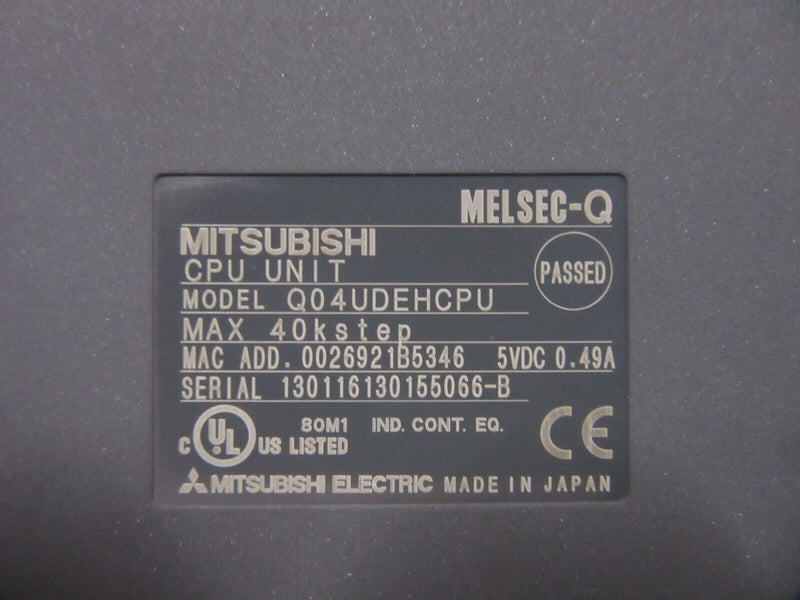 MELSEC-Q
MITSUBISHI
CPU UNIT
PASSED
MODEL Q04UDEHCPU
MAX 40kstep
MAC ADD. 0026921B5346 5VDC 0.49A
SERIAL 130116130155066-B
80M1 IND. CONT. EQ.
C UL US LISTED
CE
MITSUBISHI ELECTRIC MADE IN JAPAN